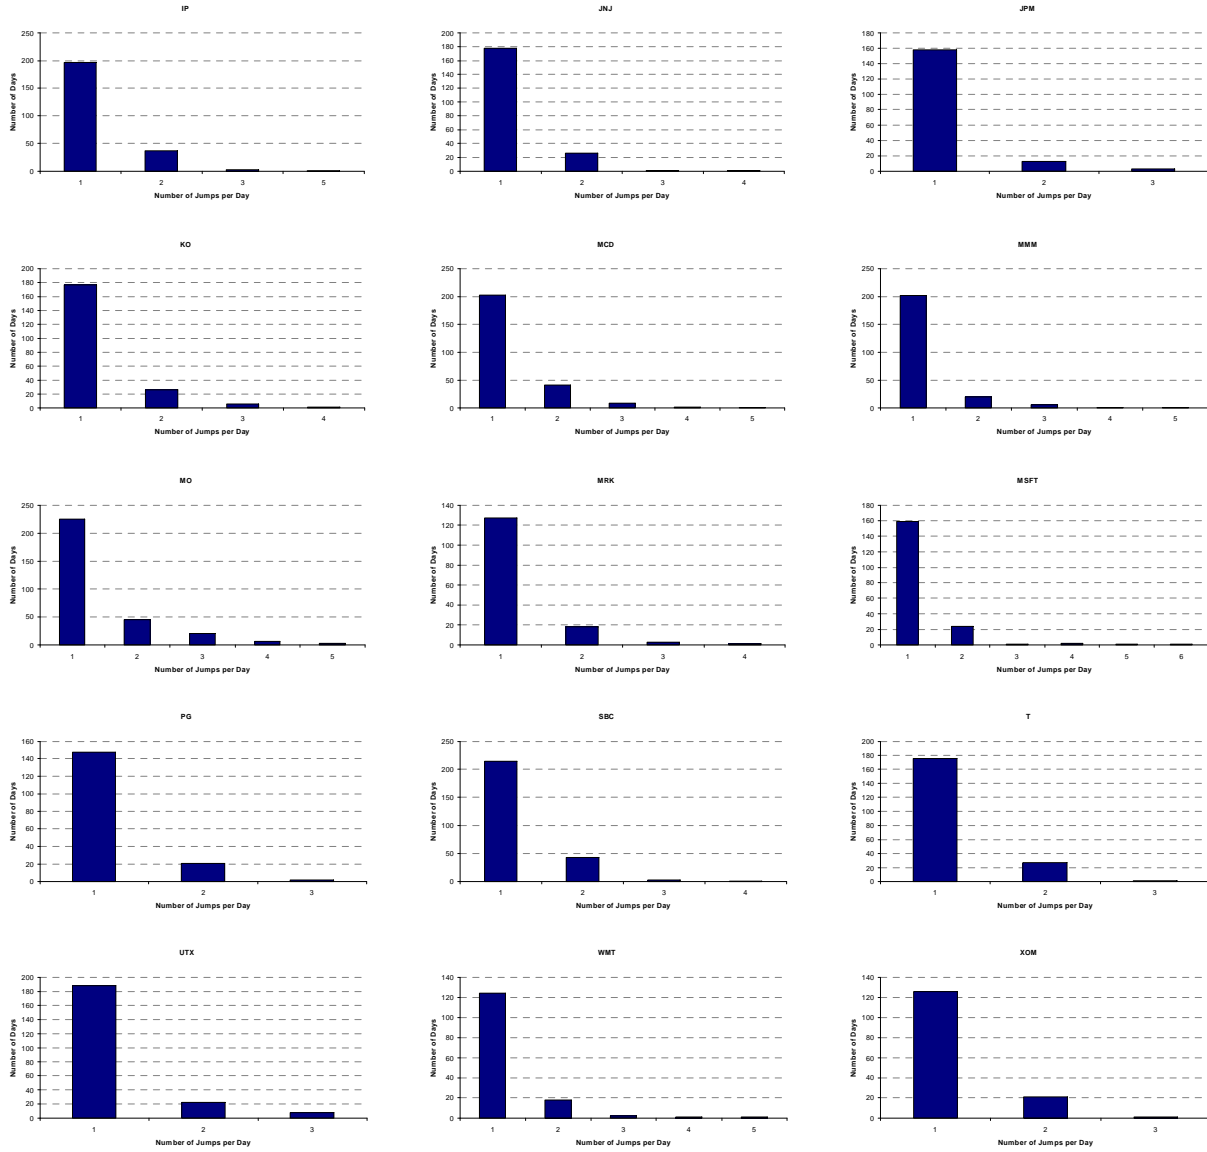 IP
JNJ
JPM
Number of Days
250
200
150
100
50
0
1 2 3 5
Number of Jumps per Day
Number of Days
200
180
160
140
120
100
80
60
40
20
0
1 2 3 4
Number of Jumps per Day
Number of Days
180
160
140
120
100
80
60
40
20
0
1 2 3
Number of Jumps per Day
KO
MCD
MMM
Number of Days
200
180
160
140
120
100
80
60
40
20
0
1 2 3 4
Number of Jumps per Day
Number of Days
250
200
150
100
50
0
1 2 3 4 5
Number of Jumps per Day
Number of Days
250
200
150
100
50
0
1 2 3 4 5
Number of Jumps per Day
MO
MRK
MSFT
Number of Days
250
200
150
100
50
0
1 2 3 4 5
Number of Jumps per Day
Number of Days
140
120
100
80
60
40
20
0
1 2 3 4
Number of Jumps per Day
Number of Days
180
160
140
120
100
80
60
40
20
0
1 2 3 4 5 6
Number of Jumps per Day
PG
SBC
T
Number of Days
160
140
120
100
80
60
40
20
0
1 2 3
Number of Jumps per Day
Number of Days
250
200
150
100
50
0
1 2 3 4
Number of Jumps per Day
Number of Days
200
180
160
140
120
100
80
60
40
20
0
1 2 3
Number of Jumps per Day
UTX
WMT
XOM
Number of Days
200
180
160
140
120
100
80
60
40
20
0
1 2 3
Number of Jumps per Day
Number of Days
140
120
100
80
60
40
20
0
1 2 3 4 5
Number of Jumps per Day
Number of Days
140
120
100
80
60
40
20
0
1 2 3
Number of Jumps per Day